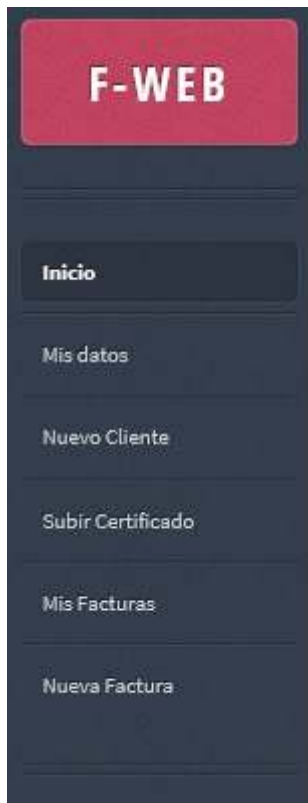 F-WEB
Inicio
Mis datos
Nuevo Cliente
Subir Certificado
Mis Facturas
Nueva Factura